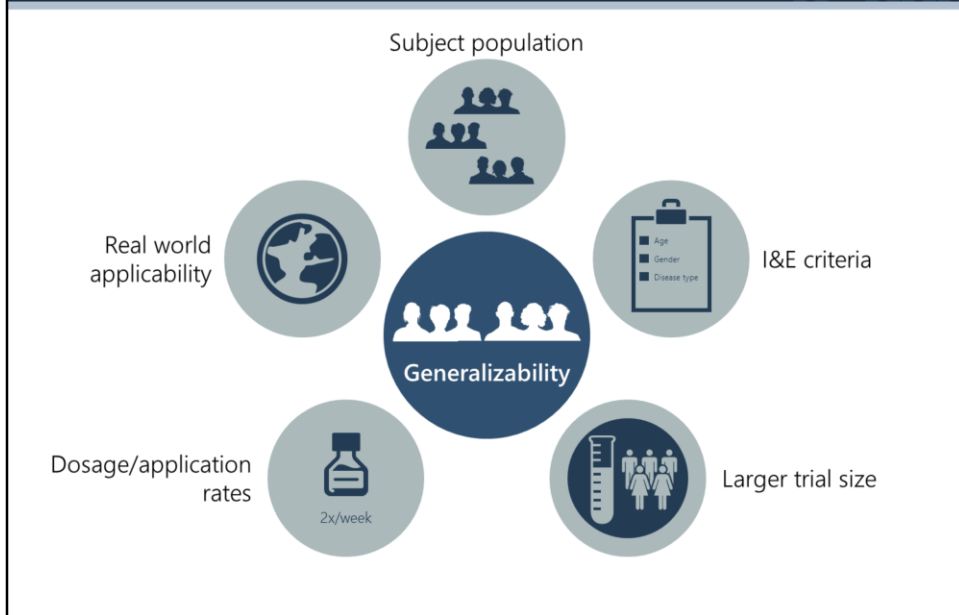 Subject population
Real world
applicability
Age
Gender
Disease type
I&E criteria
Generalizability
Dosage/application
rates
2x/week
Larger trial size